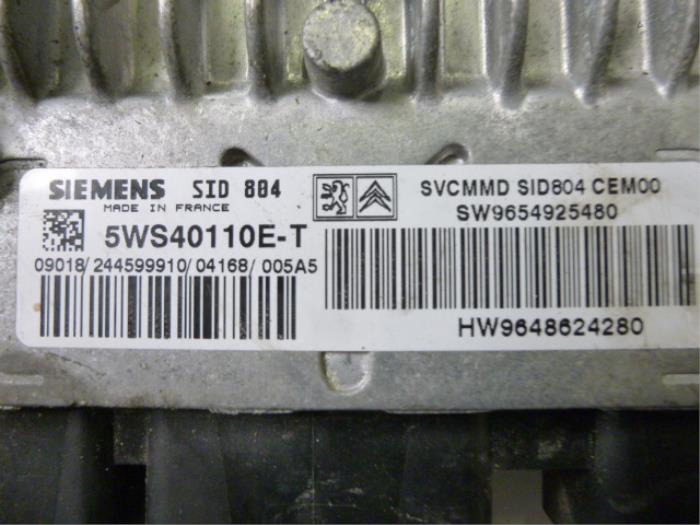 SIEMENS SID 804
MADE IN FRANCE
5WS40110E-T
09018/244599910/04168/005A5
SVCMMD SID804 CEM00
SW9654925480
HW9648624280